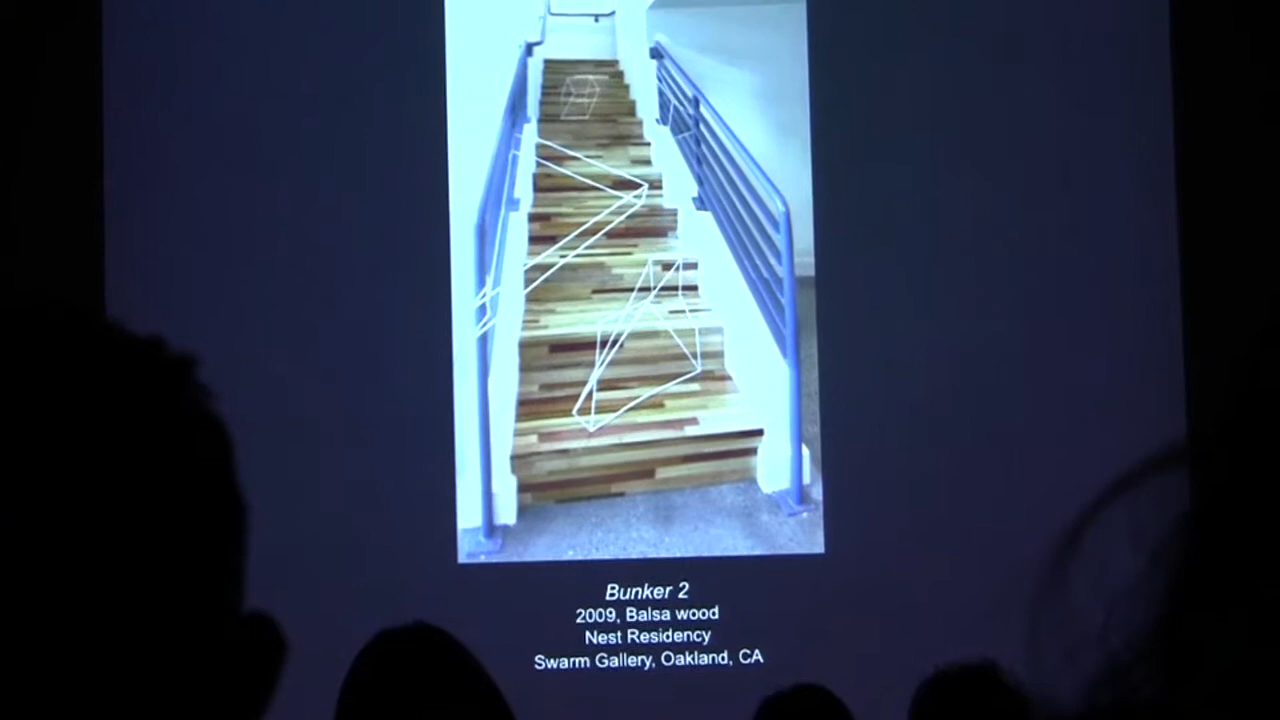 Bunker 2
2009, Balsa wood
Nest Residency
Swarm Gallery, Oakland, CA